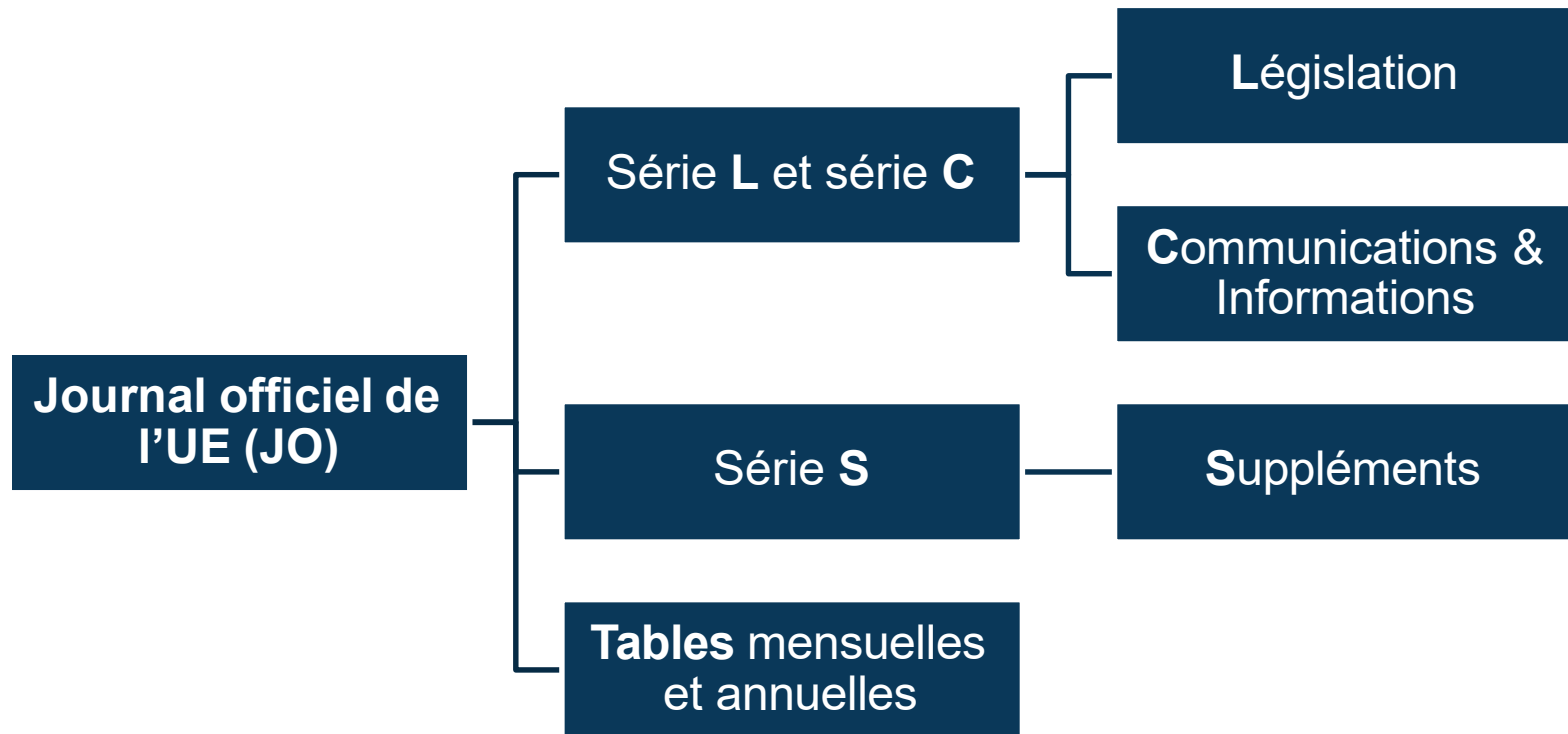 Journal officiel de
l’UE (JO)
Série L et série C
Législation
Communications &
Informations
Série S
Suppléments
Tables mensuelles
et annuelles